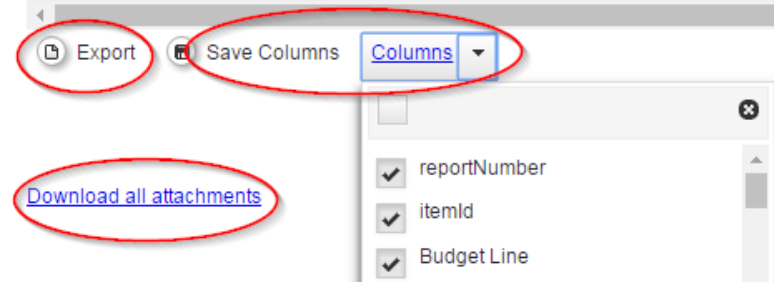 Export Save Columns Columns
reportNumber
Download all attachments
itemId
Budget Line